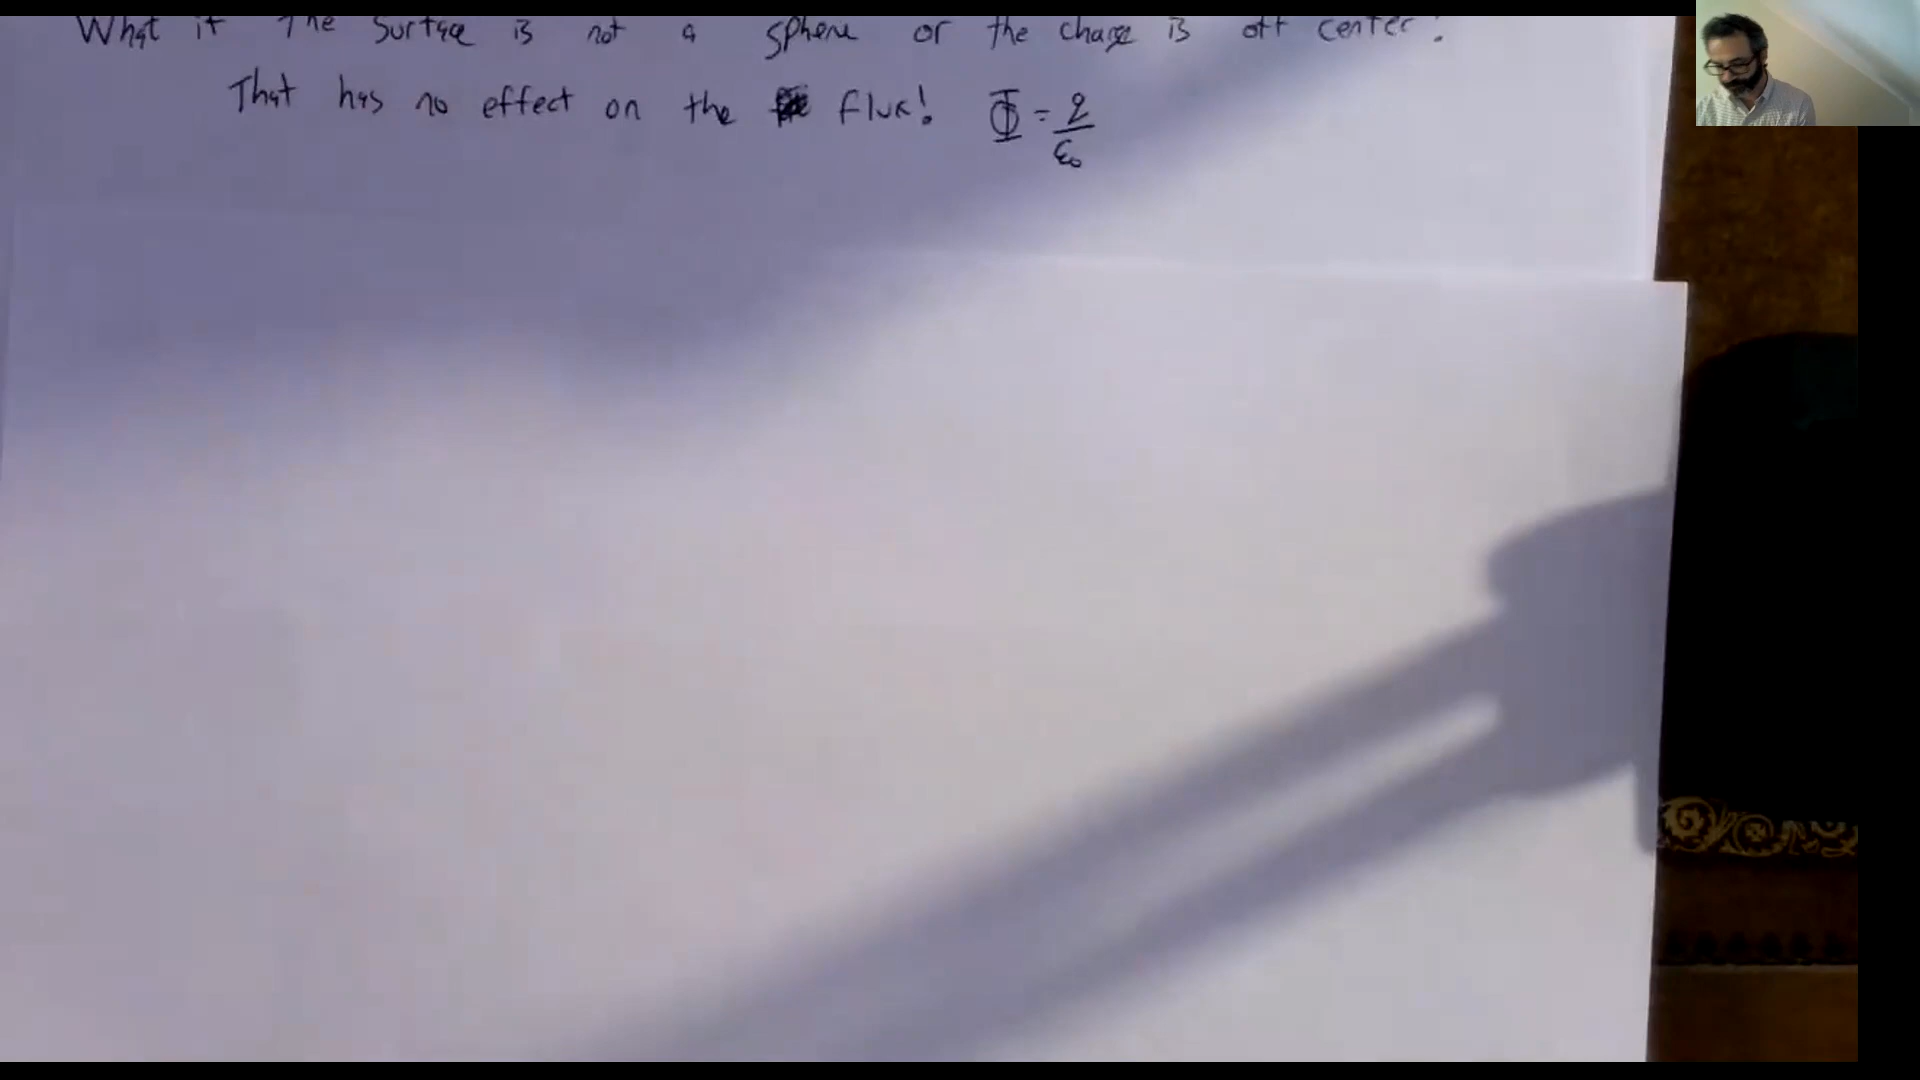 What if the surface is not a sphere or the charge is off center?
That has no effect on the flux! Φ = q/ε₀